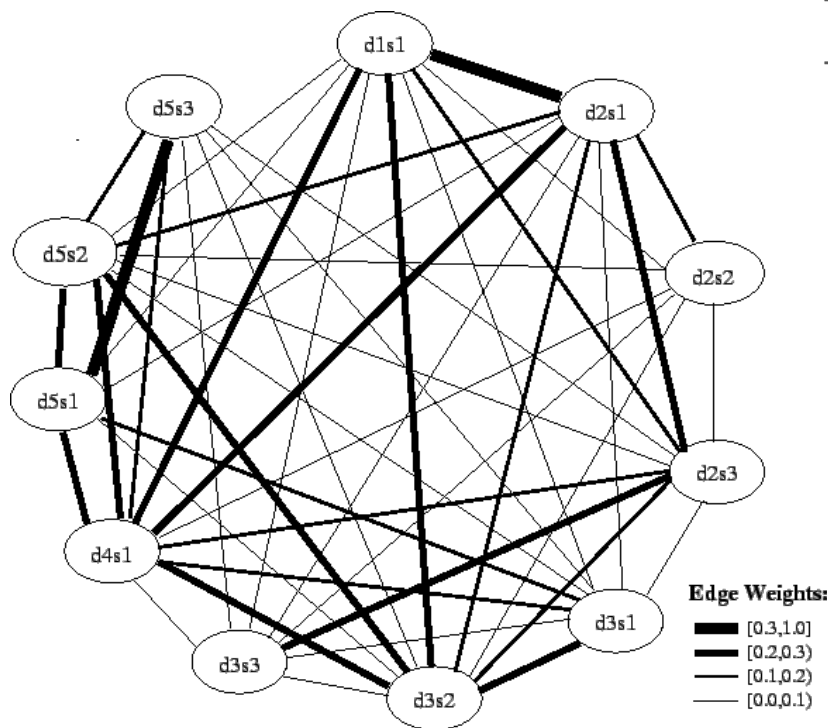 d1s1
d5s3
d2s1
d5s2
d2s2
d5s1
d2s3
d4s1
d3s1
d3s3
d3s2
Edge Weights:
[0.3,1.0]
[0.2,0.3)
[0.1,0.2)
[0.0,0.1)